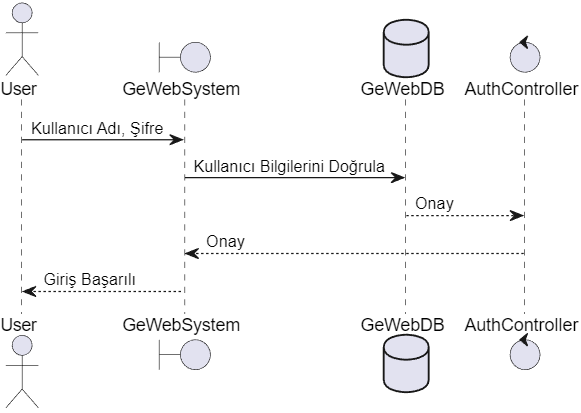 User
GeWebSystem
GeWebDB
AuthController
Kullanıcı Adı, Şifre
Kullanıcı Bilgilerini Doğrula
Onay
Onay
Giriş Başarılı
User
GeWebSystem
GeWebDB
AuthController